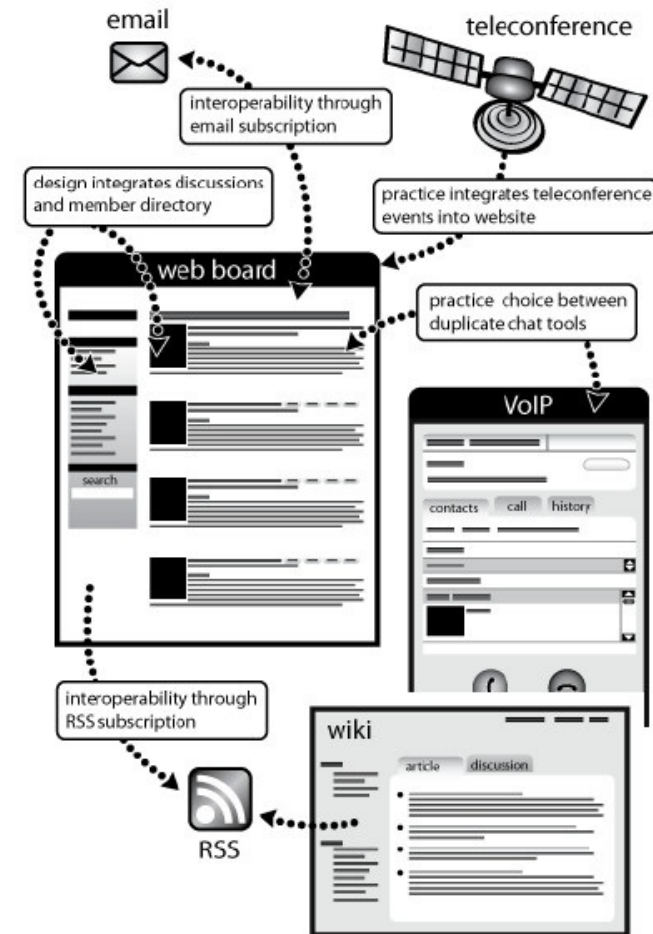 email
teleconference
interoperability through
email subscription
design integrates discussions
and member directory
practice integrates teleconference
events into website
web board
practice choice between
duplicate chat tools
VoIP
search
contacts
call
history
interoperability through
RSS subscription
wiki
article
discussion
RSS